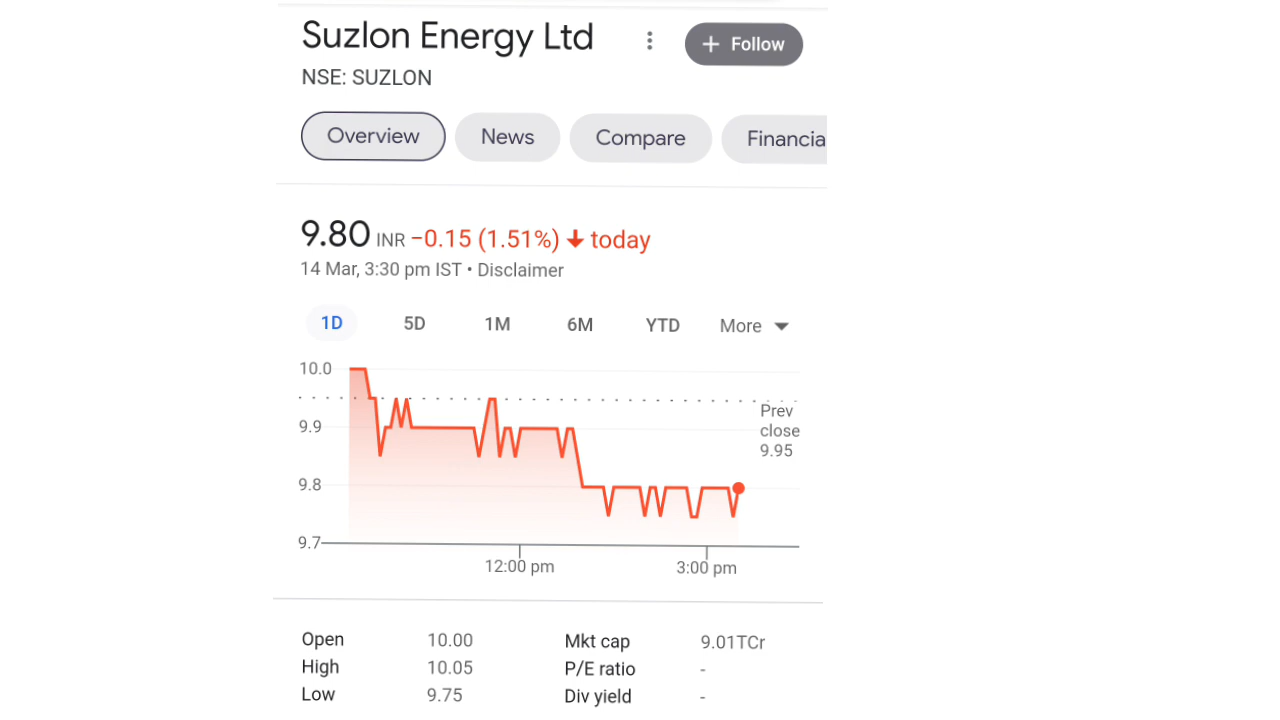 Suzlon Energy Ltd
+ Follow
NSE: SUZLON
Overview News Compare Financia
9.80 INR −0.15 (1.51%) ↓ today
14 Mar, 3:30 pm IST • Disclaimer
1D 5D 1M 6M YTD More
10.0
9.9
9.8
9.7
Prev
close
9.95
12:00 pm 3:00 pm
Open 10.00 Mkt cap 9.01TCr
High 10.05 P/E ratio -
Low 9.75 Div yield -